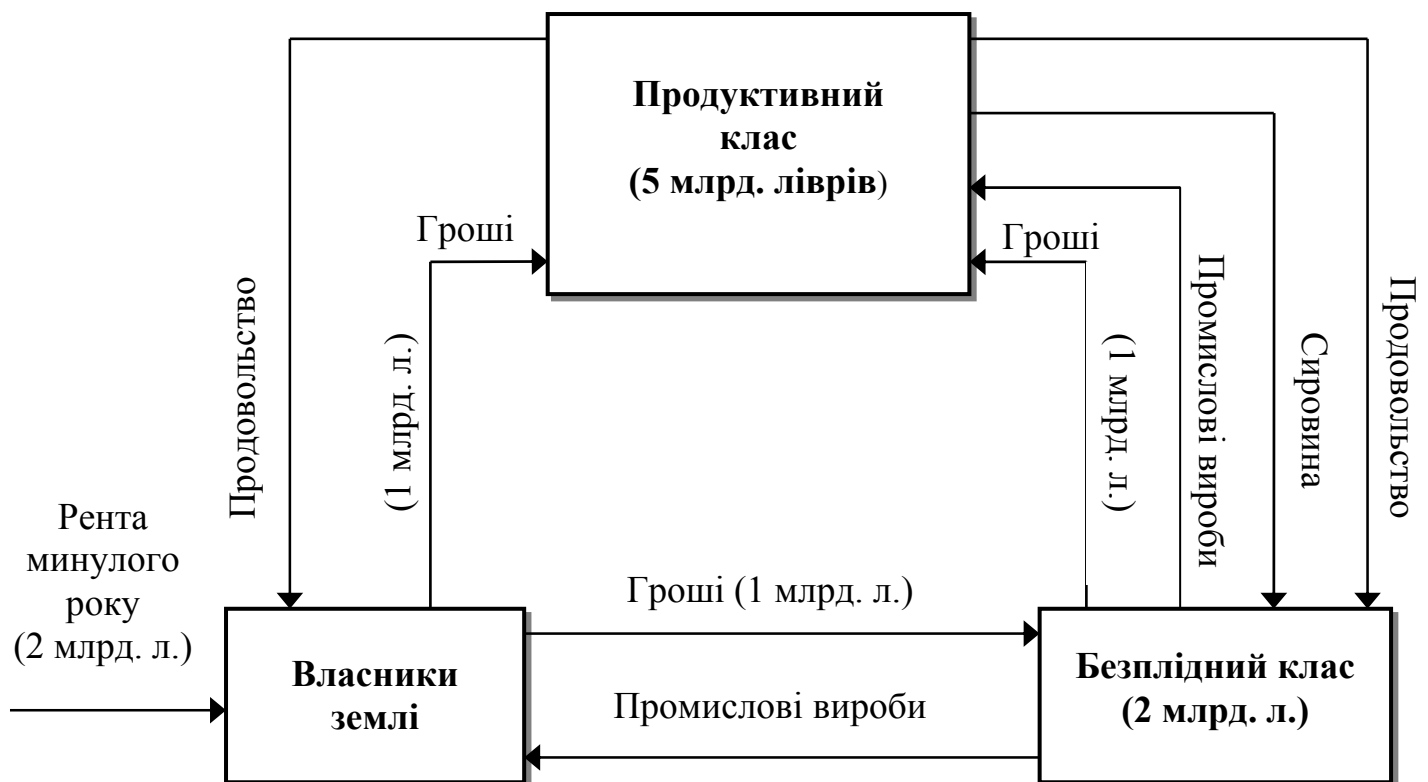 Продуктивний
клас
(5 млрд. ліврів)
Гроші
Гроші
Продовольство
(1 млрд. л.)
(1 млрд. л.)
Промислові вироби
Сировина
Продовольство
Рента
минулого
року
(2 млрд. л.)
Гроші (1 млрд. л.)
Власники
землі
Промислові вироби
Безплідний клас
(2 млрд. л.)